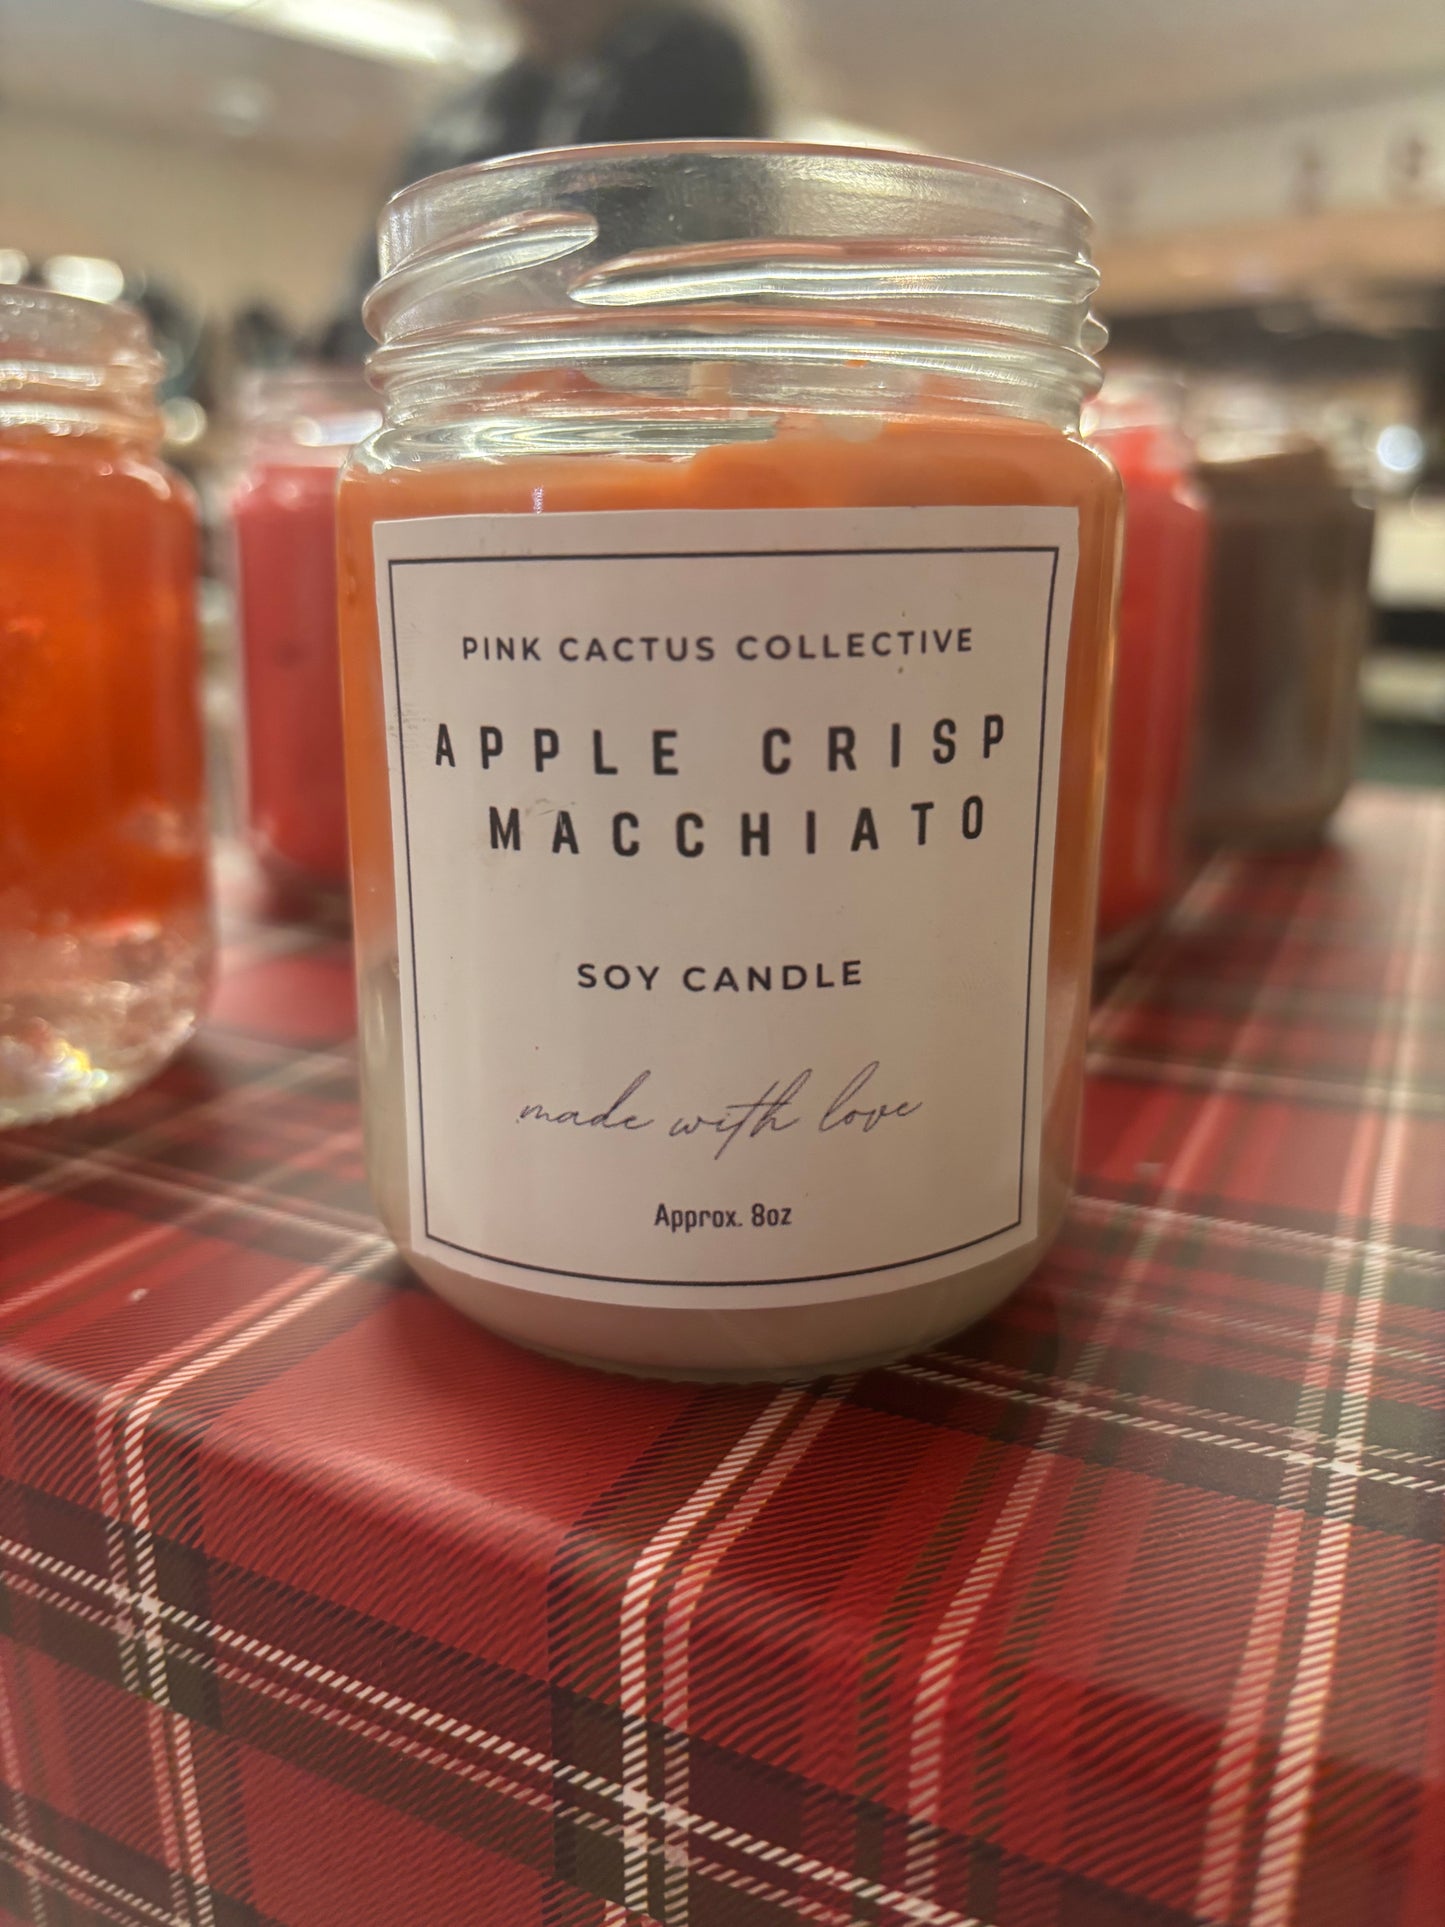 PINK CACTUS COLLECTIVE
APPLE CRISP
MACCHIATO
SOY CANDLE
made with love
Approx. 8oz